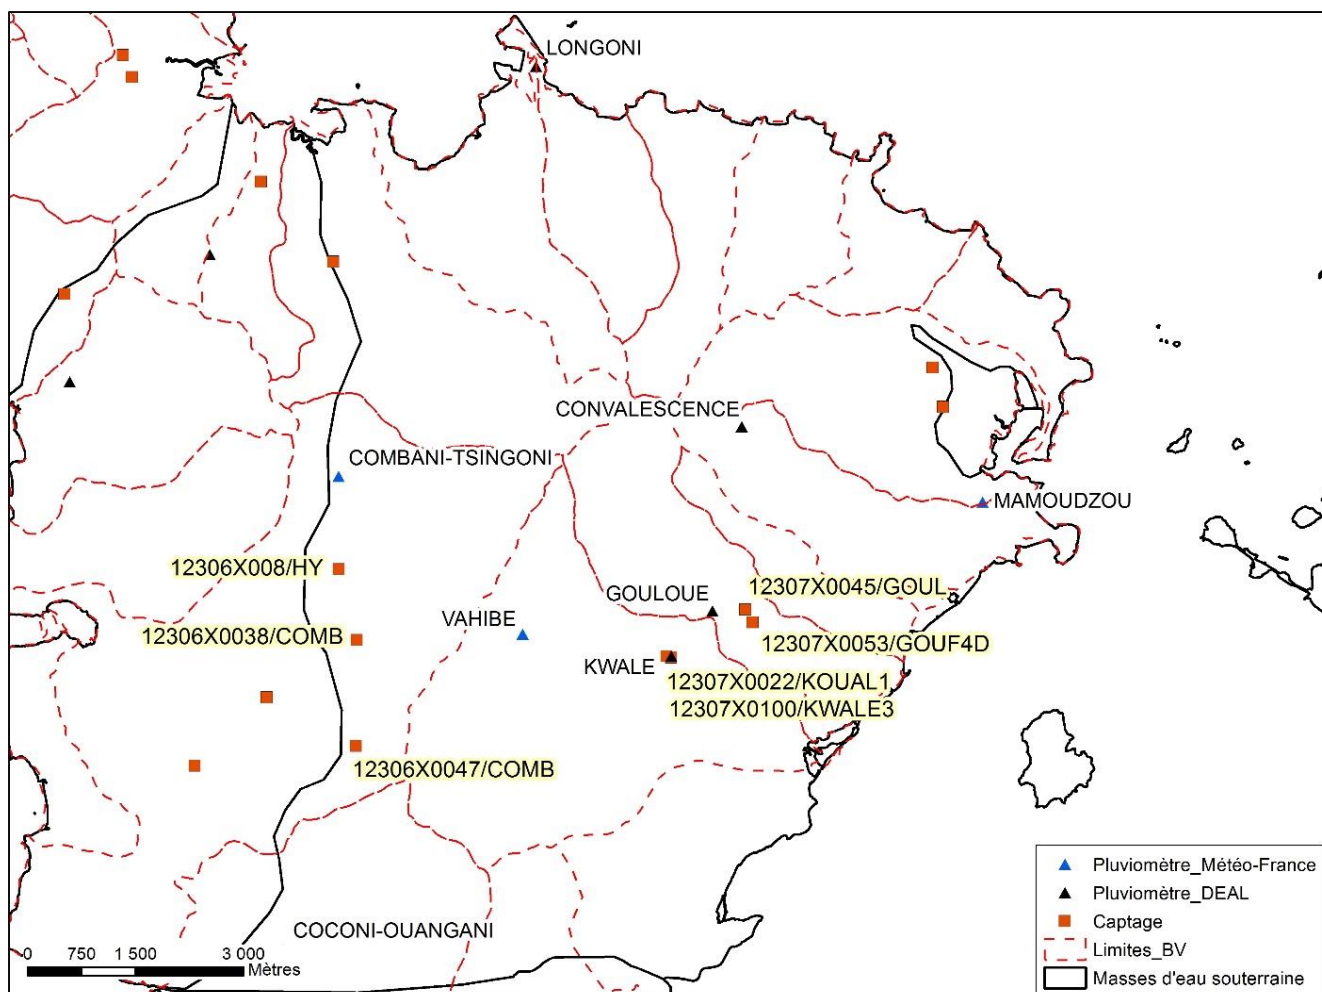 LONGONI
CONVALESCENCE
COMBANI-TSINGONI
MAMOUDZOU
12306X008/HY
12307X0045/GOUL
GOULOUE
12306X0038/COMB
VAHIBE
12307X0053/GOUF4D
KWALE
12307X0022/KOUAL1
12307X0100/KWALE3
12306X0047/COMB
COCONI-OUANGANI
0 750 1 500 3 000
Mètres
Pluviomètre_Météo-France
Pluviomètre_DEAL
Captage
Limites_BV
Masses d'eau souterraine